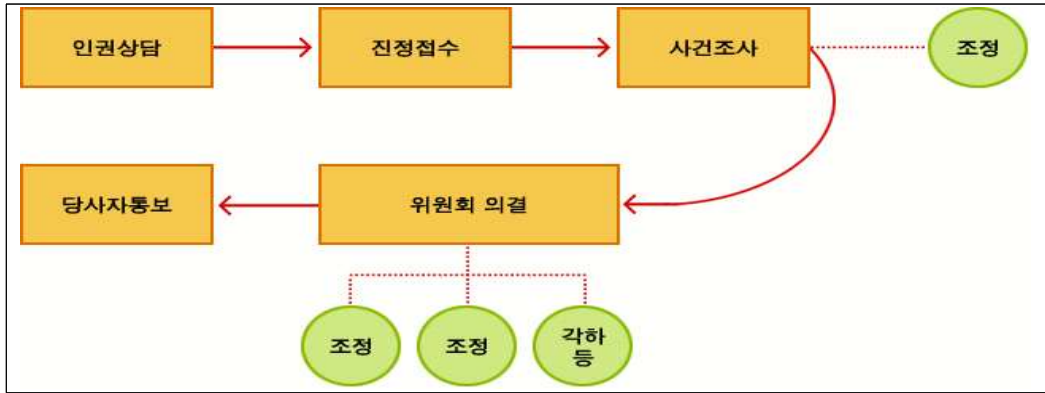 인권상담
진정접수
사건조사
조정
당사자통보
위원회 의결
조정
조정
각하
등